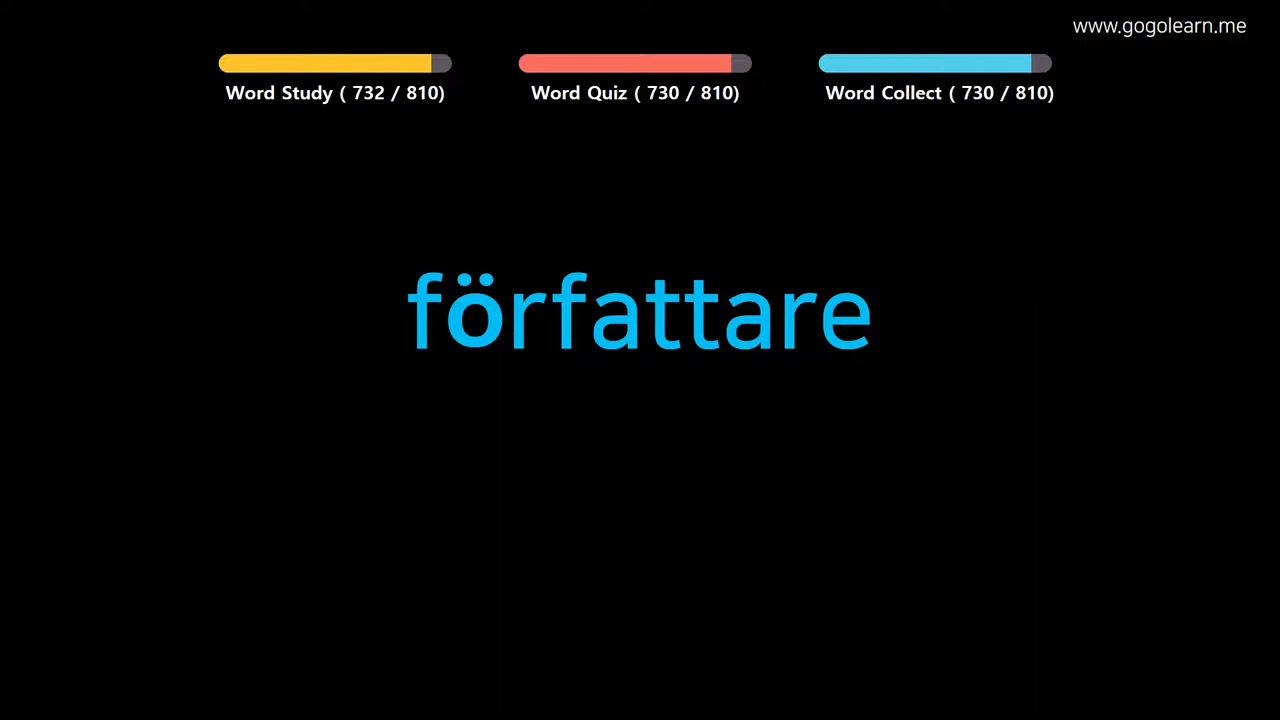 www.gogolearn.me
Word Study ( 732 / 810)
Word Quiz ( 730 / 810)
Word Collect ( 730 / 810)
författare